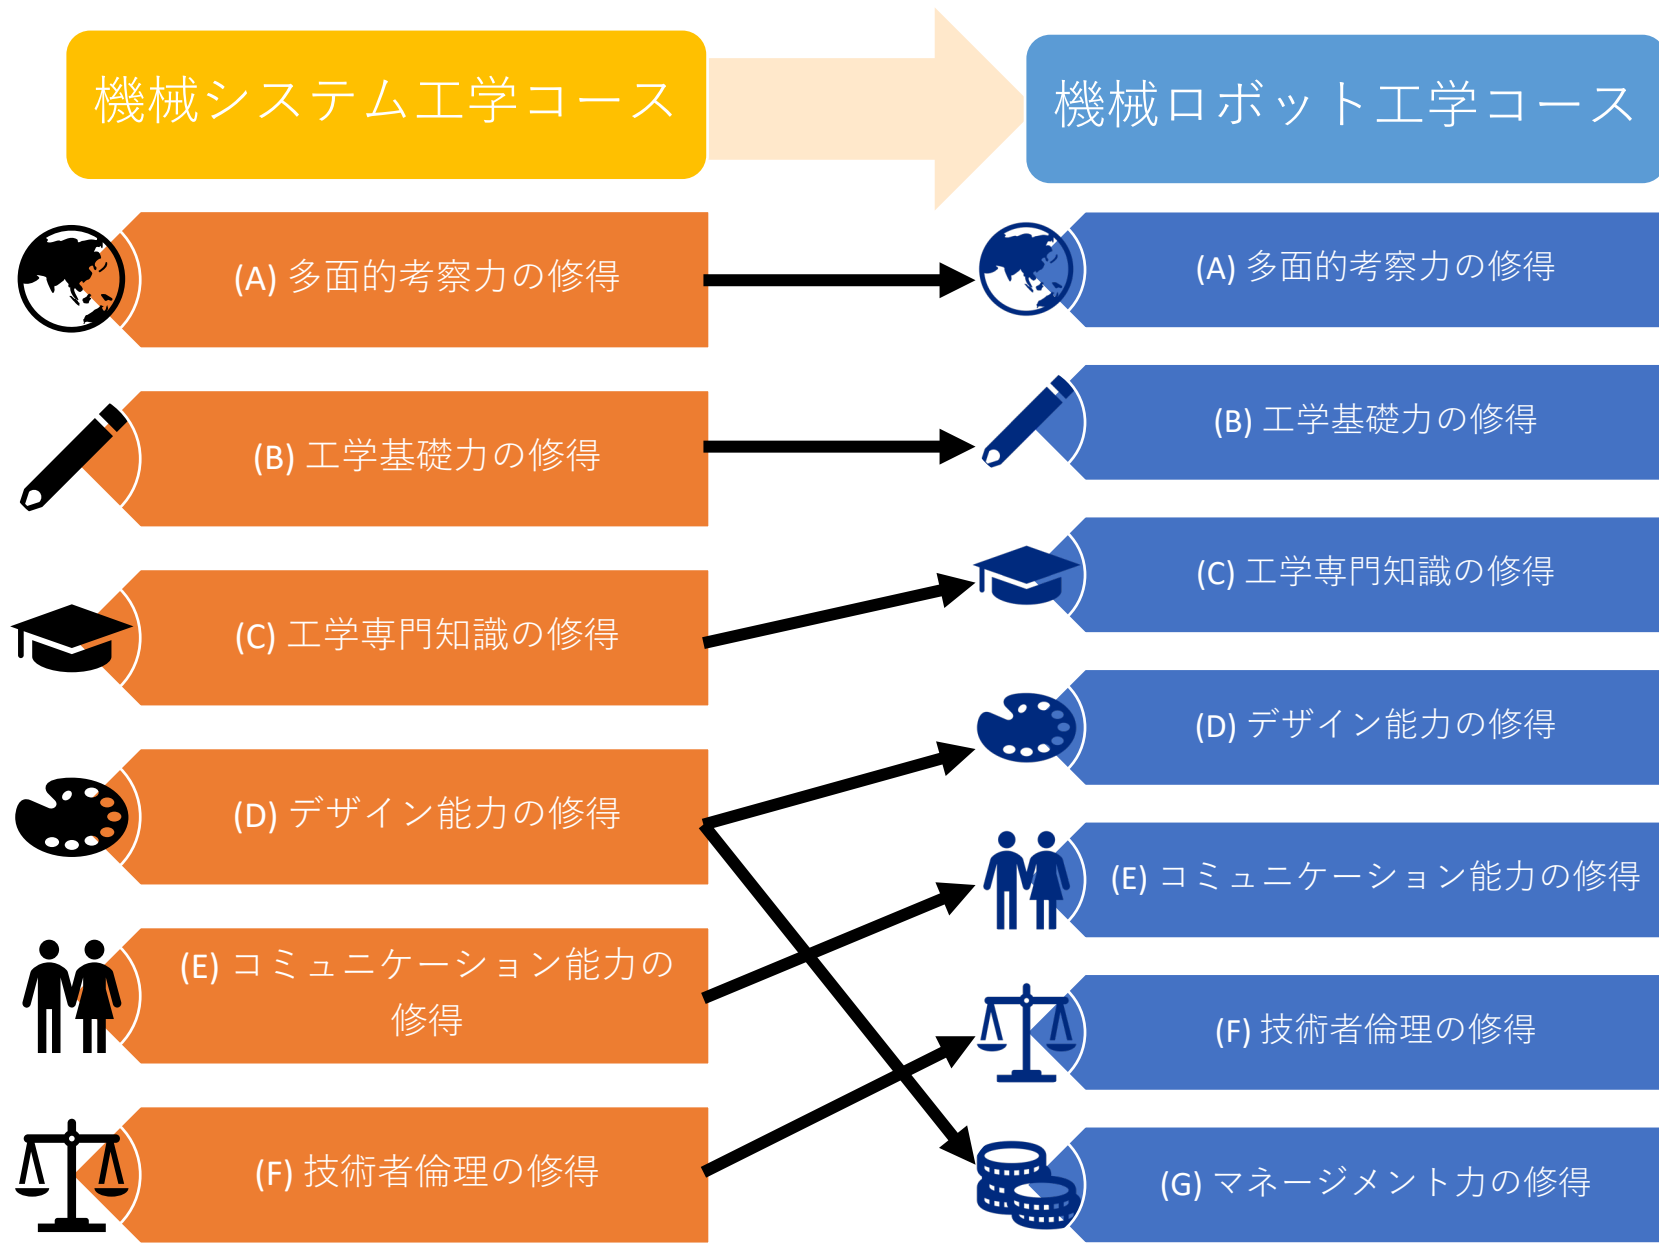 機械システム工学コース
機械ロボット工学コース
(A) 多面的考察力の修得
(B) 工学基礎力の修得
(C) 工学専門知識の修得
(D) デザイン能力の修得
(E) コミュニケーション能力の
修得
(F) 技術者倫理の修得
(A) 多面的考察力の修得
(B) 工学基礎力の修得
(C) 工学専門知識の修得
(D) デザイン能力の修得
(E) コミュニケーション能力の修得
(F) 技術者倫理の修得
(G) マネージメント力の修得